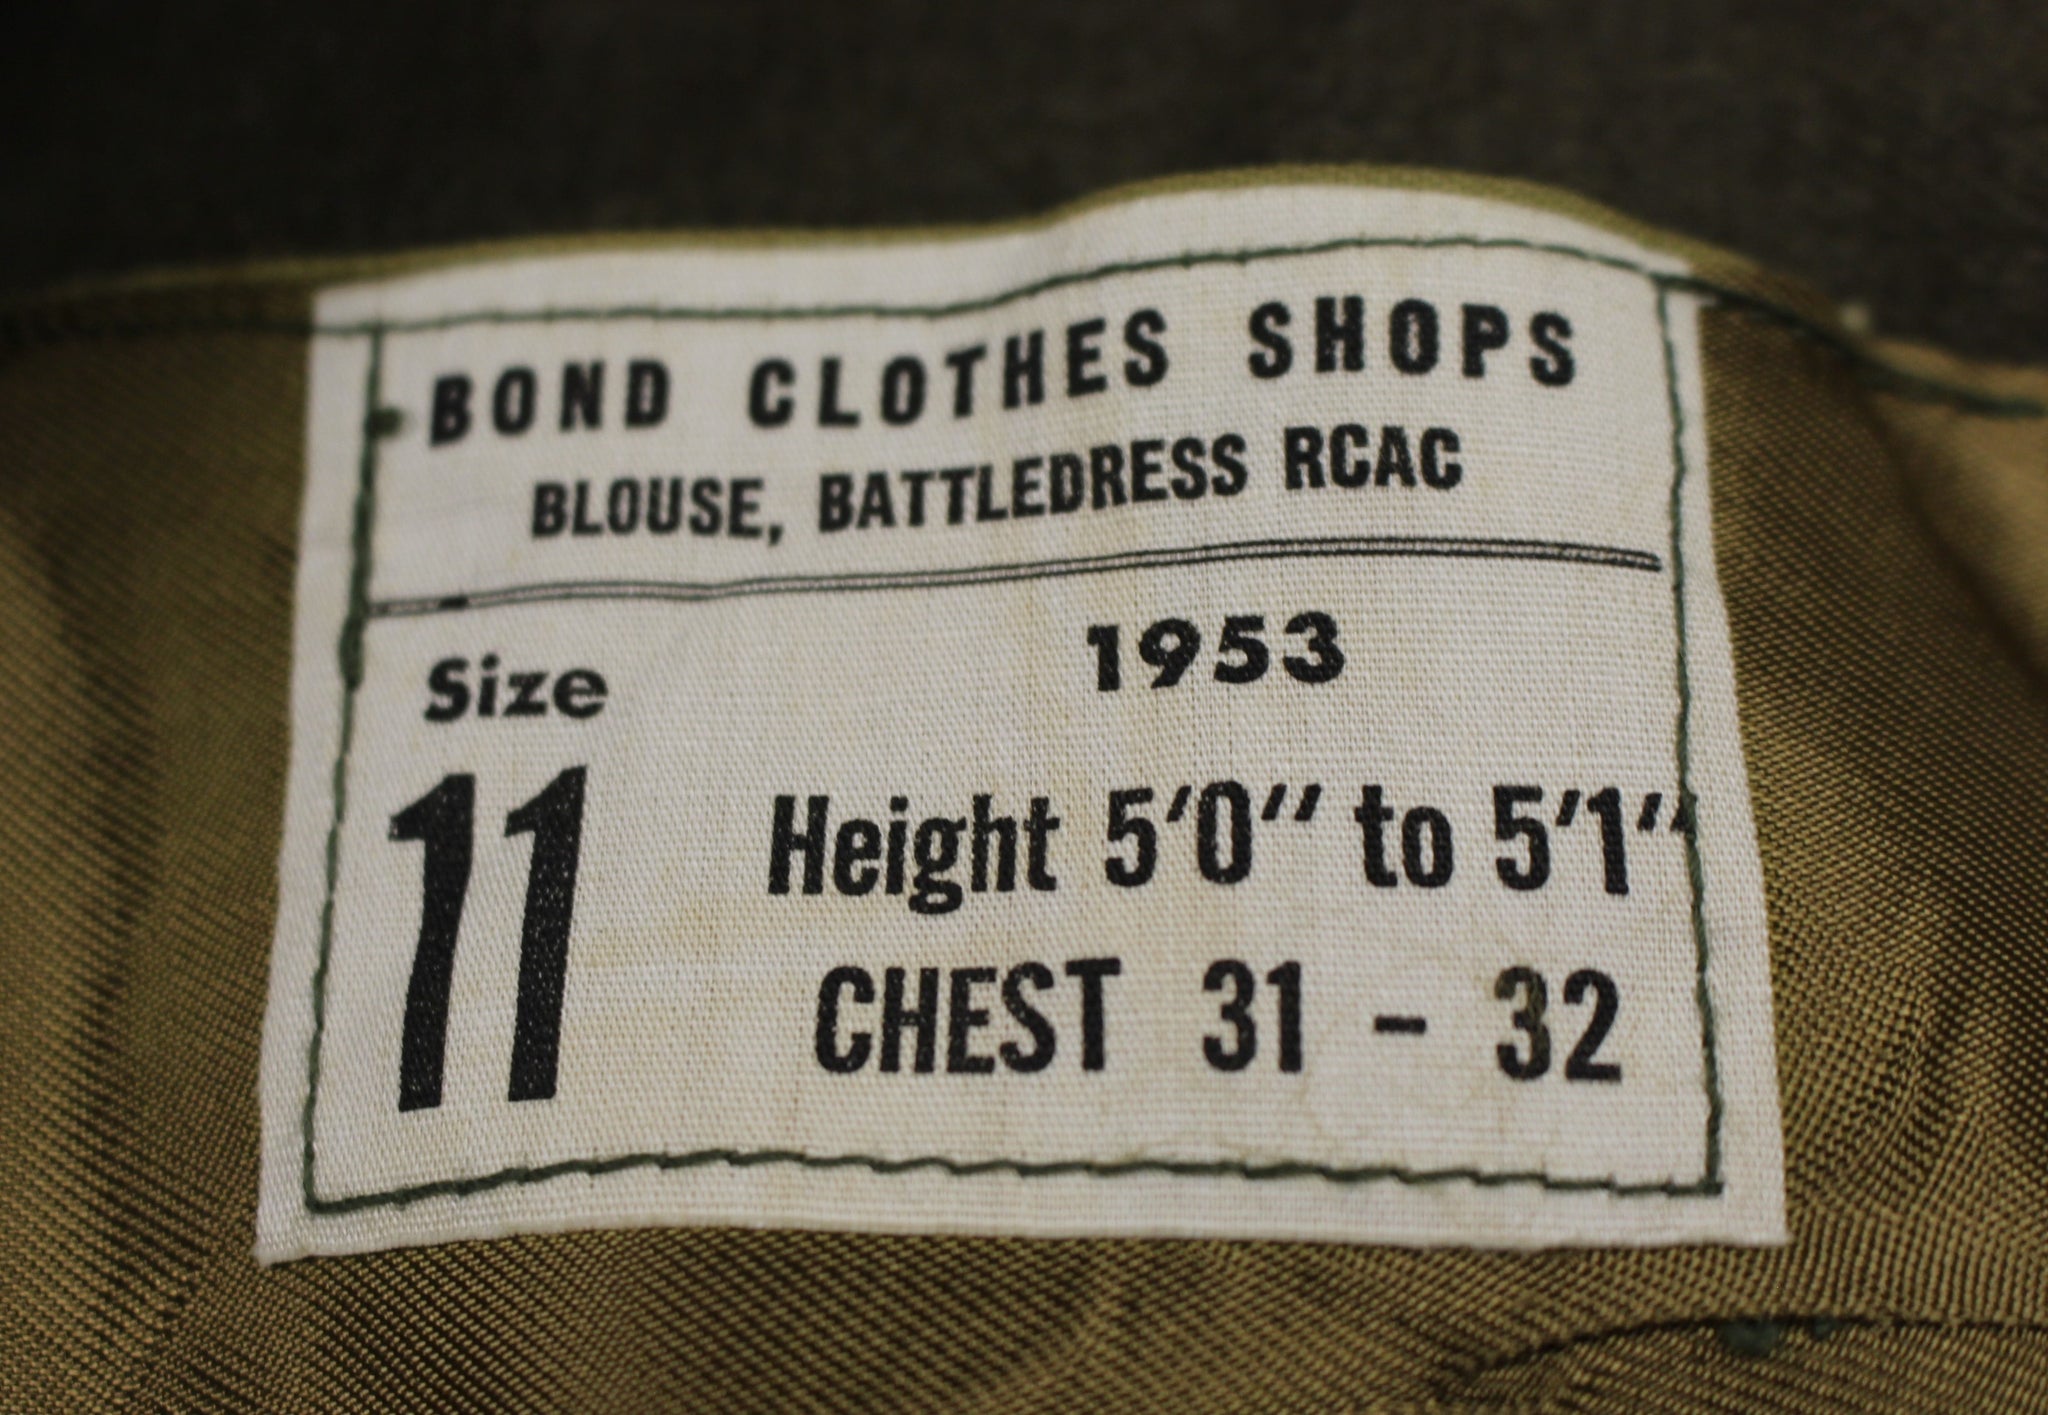 BOND CLOTHES SHOPS
BLOUSE, BATTLEDRESS RCAC
Size
1953
11
Height 5'0" to 5'1"
CHEST 31 - 32